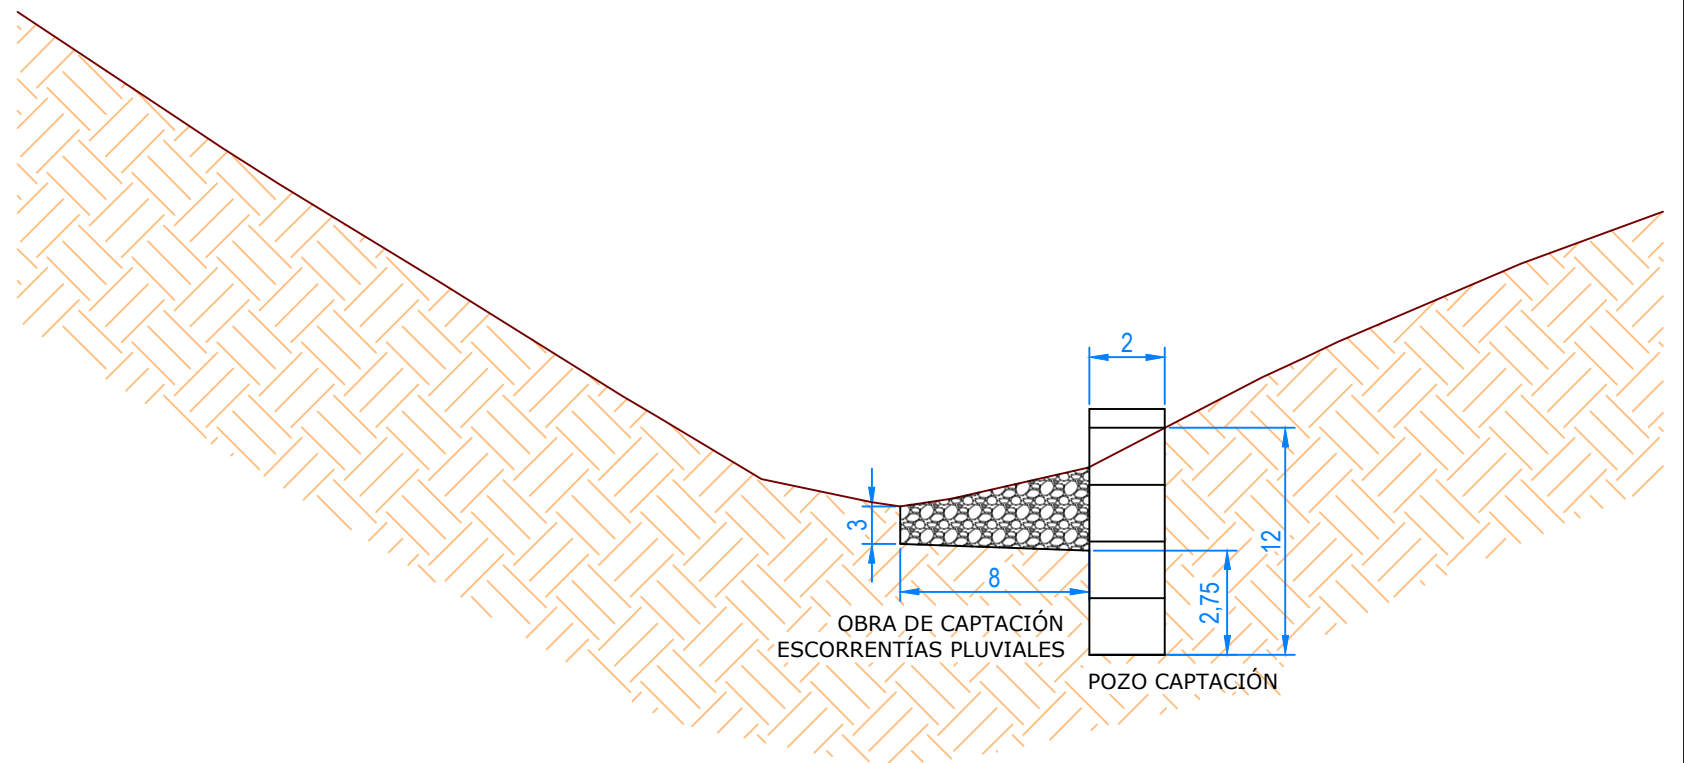 2
3
12
8
2,75
OBRA DE CAPTACIÓN
ESCORRENTÍAS PLUVIALES
POZO CAPTACIÓN